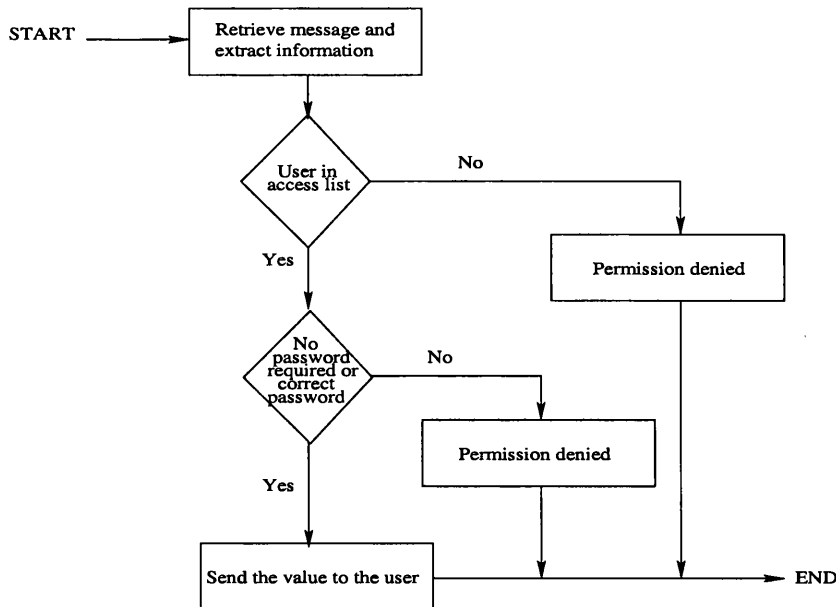 START
Retrieve message and
extract information
User in
access list
No
Yes
Permission denied
No
password
required or
correct
password
No
Permission denied
Yes
Send the value to the user
END